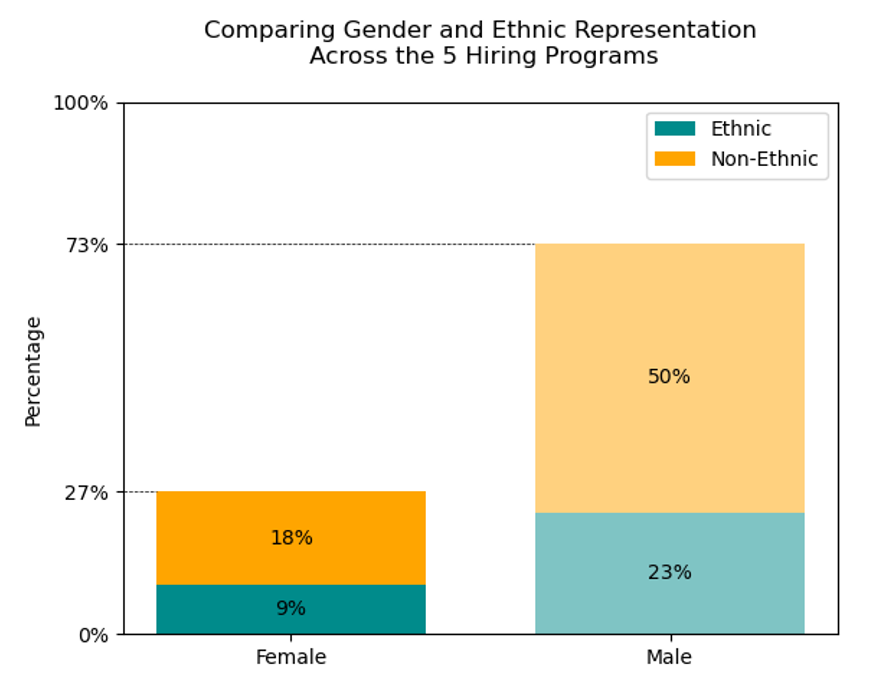 Comparing Gender and Ethnic Representation
Across the 5 Hiring Programs
100%
Ethnic
Non-Ethnic
73%
Percentage
50%
27%
18%
23%
9%
0%
Female
Male